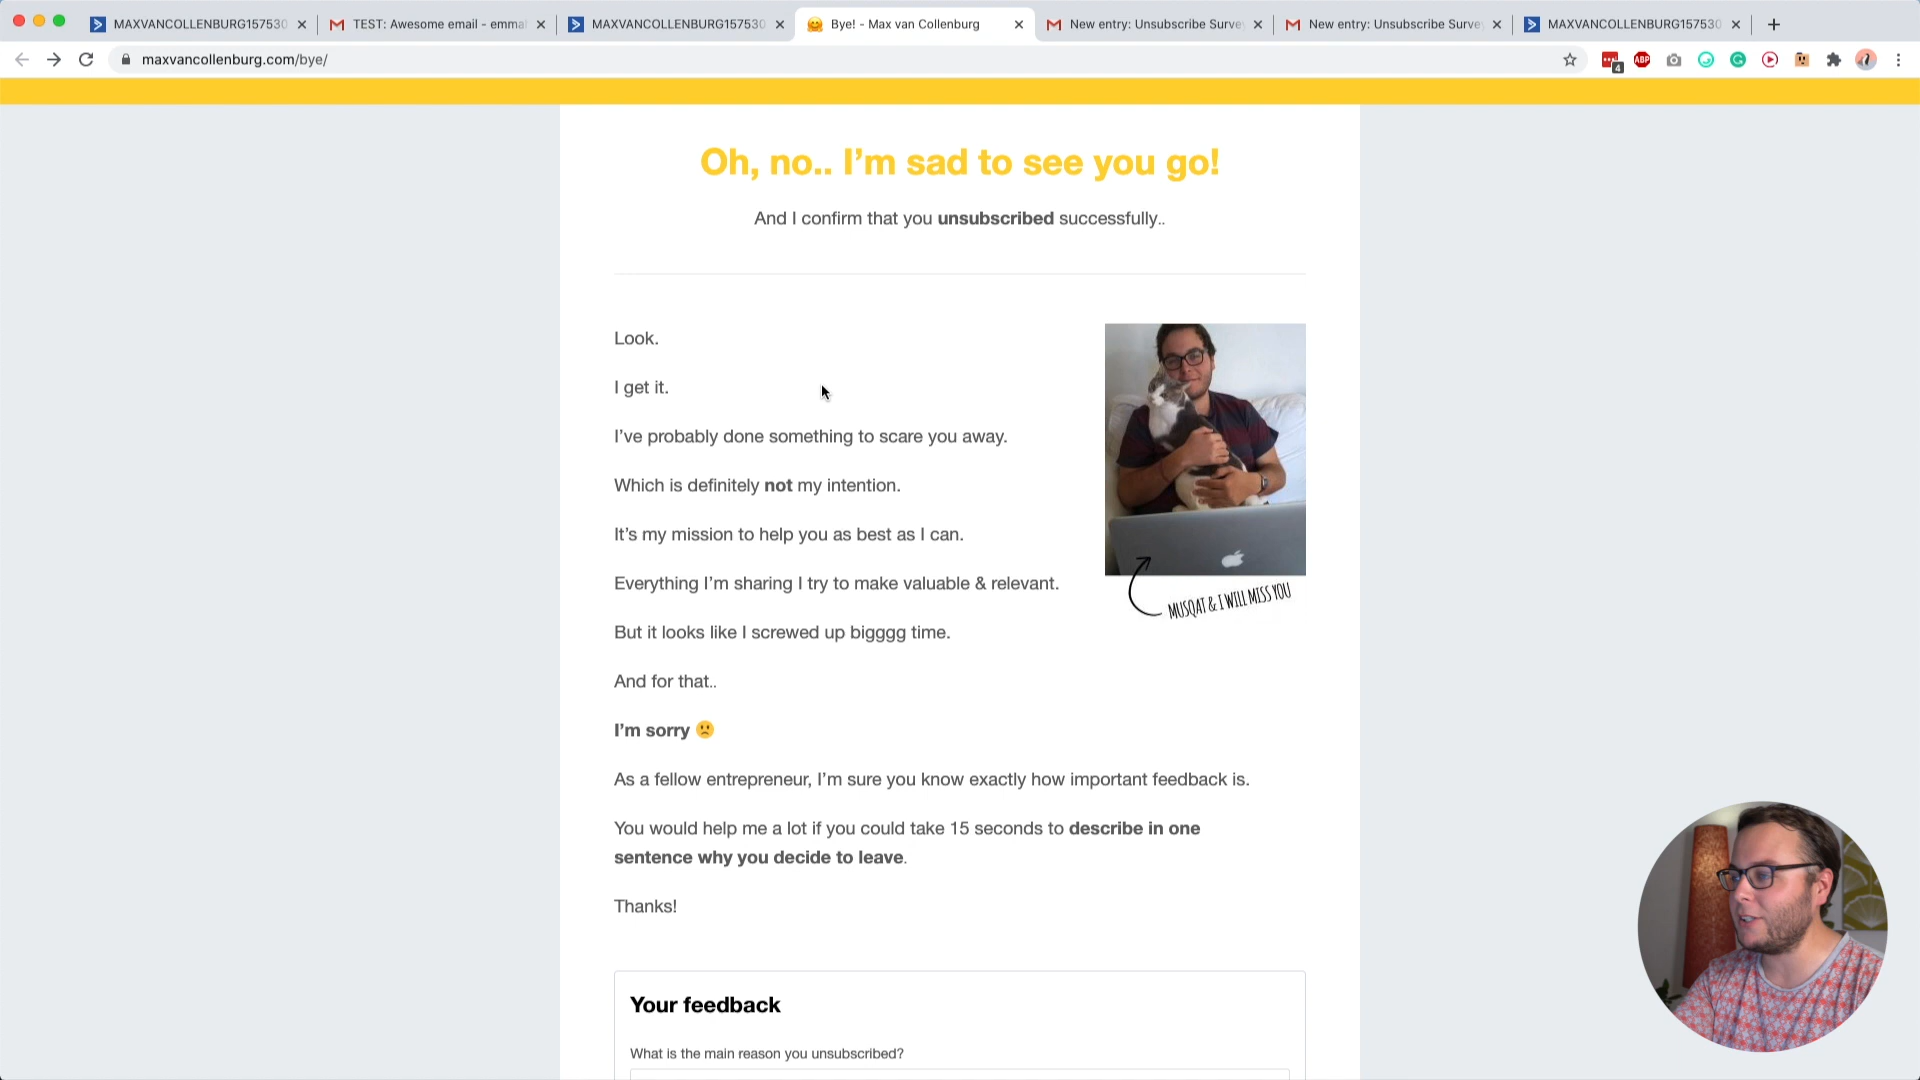 MAXVANCOLLENBURG157530
TEST: Awesome email - emma
MAXVANCOLLENBURG157530
Bye! - Max van Collenburg
New entry: Unsubscribe Survey
New entry: Unsubscribe Survey
MAXVANCOLLENBURG157530
maxvancollenburg.com/bye/
4
ABP
Oh, no.. I’m sad to see you go!
And I confirm that you unsubscribed successfully..
Look.
I get it.
I’ve probably done something to scare you away.
Which is definitely not my intention.
It’s my mission to help you as best as I can.
Everything I’m sharing I try to make valuable & relevant.
MUSQAT & I WILL MISS YOU
But it looks like I screwed up bigggg time.
And for that..
I’m sorry 🙁
As a fellow entrepreneur, I’m sure you know exactly how important feedback is.
You would help me a lot if you could take 15 seconds to describe in one
sentence why you decide to leave.
Thanks!
Your feedback
What is the main reason you unsubscribed?